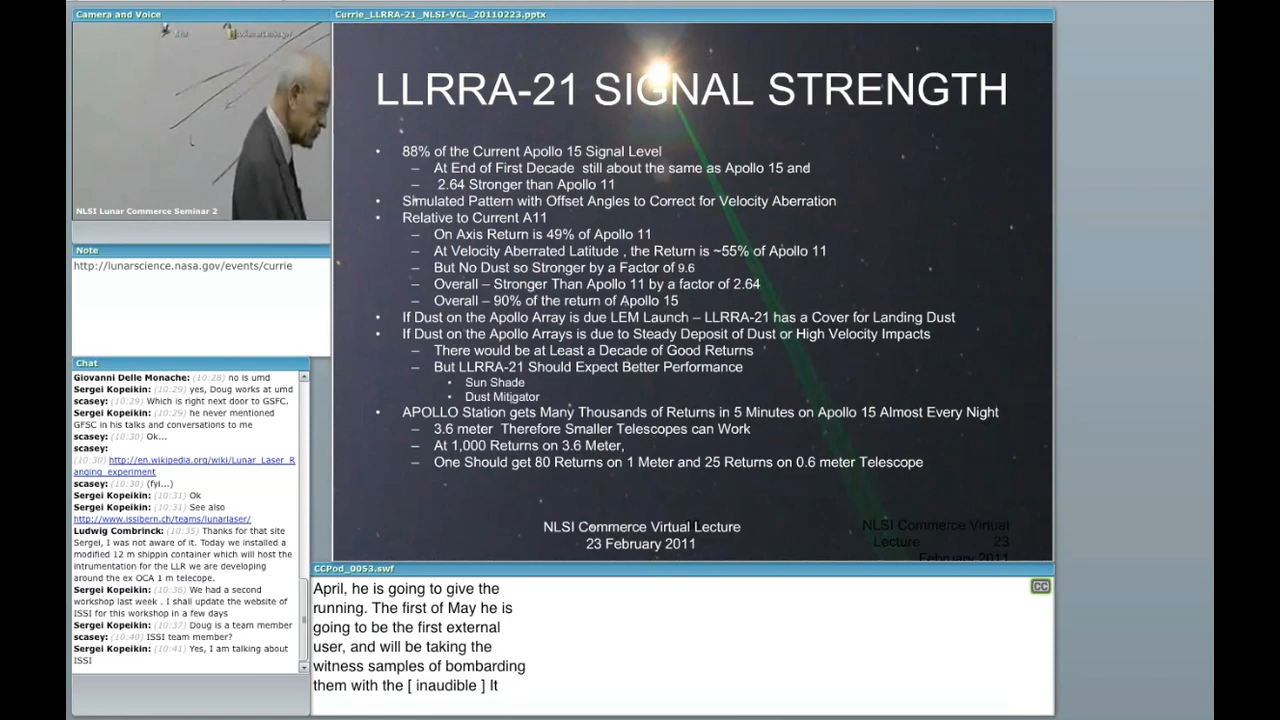 Camera and Voice
NLSI Lunar Commerce Seminar 2
Note
http://lunarscience.nasa.gov/events/currie
Chat
Giovanni Delle Monache: (10:28) no is umd
Sergei Kopeikin: (10:29) yes, Doug works at umd
scasey: (10:29) Which is right next door to GSFC.
Sergei Kopeikin: (10:29) he never mentioned
GFSC in his talks and conversations to me
scasey: (10:30) Ok...
scasey:
(10:30) http://en.wikipedia.org/wiki/Lunar_Laser_R
anging_experiment
scasey: (10:30) (fyi...)
Sergei Kopeikin: (10:31) Ok
Sergei Kopeikin: (10:31) See also
http://www.issibern.ch/teams/lunarlaser/
Ludwig Combrinck: (10:35) Thanks for that site
Sergei, I was not aware of it. Today we installed a
modified 12 m shippin container which will host the
intrumentation for the LLR we are developing
around the ex OCA 1 m telecope.
Sergei Kopeikin: (10:36) We had a second
workshop last week . I shall update the website of
ISSI for this workshop in a few days
Sergei Kopeikin: (10:37) Doug is a team member
scasey: (10:40) ISSI team member?
Sergei Kopeikin: (10:41) Yes, I am talking about
ISSI
Currie_LLRRA-21_NLSI-VCL_20110223.pptx
LLRRA-21 SIGNAL STRENGTH
• 88% of the Current Apollo 15 Signal Level
– At End of First Decade still about the same as Apollo 15 and
– 2.64 Stronger than Apollo 11
• Simulated Pattern with Offset Angles to Correct for Velocity Aberration
• Relative to Current A11
– On Axis Return is 49% of Apollo 11
– At Velocity Aberrated Latitude , the Return is ~55% of Apollo 11
– But No Dust so Stronger by a Factor of 9.6
– Overall – Stronger Than Apollo 11 by a factor of 2.64
– Overall – 90% of the return of Apollo 15
• If Dust on the Apollo Array is due LEM Launch – LLRRA-21 has a Cover for Landing Dust
• If Dust on the Apollo Arrays is due to Steady Deposit of Dust or High Velocity Impacts
– There would be at Least a Decade of Good Returns
– But LLRRA-21 Should Expect Better Performance
• Sun Shade
• Dust Mitigator
• APOLLO Station gets Many Thousands of Returns in 5 Minutes on Apollo 15 Almost Every Night
– 3.6 meter Therefore Smaller Telescopes can Work
– At 1,000 Returns on 3.6 Meter,
– One Should get 80 Returns on 1 Meter and 25 Returns on 0.6 meter Telescope
NLSI Commerce Virtual Lecture
23 February 2011
NLSI Commerce Virtual
Lecture 23
February 2011
CCPod_0053.swf
CC
April, he is going to give the
running. The first of May he is
going to be the first external
user, and will be taking the
witness samples of bombarding
them with the [ inaudible ] It